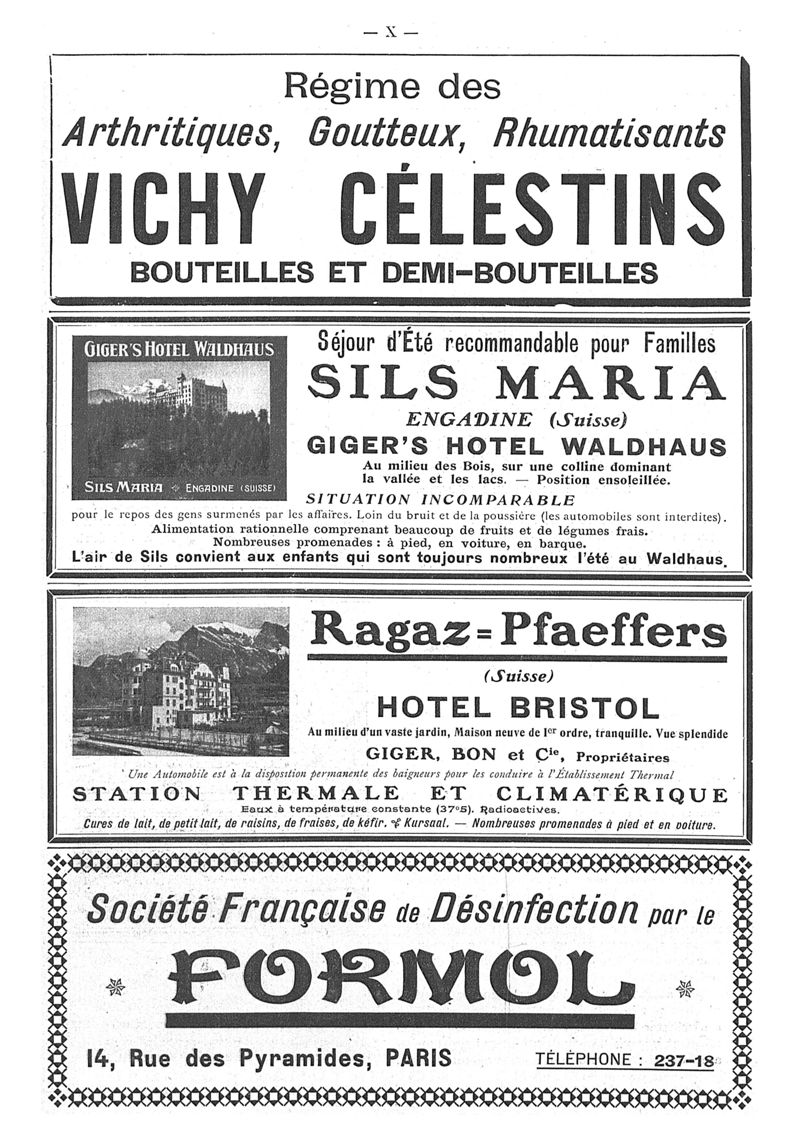 — X —
Régime des
Arthritiques, Goutteux, Rhumatisants
VICHY CÉLESTINS
BOUTEILLES ET DEMI-BOUTEILLES
GIGER'S HOTEL WALDHAUS
SILS MARIA ENGADINE (SUISSE)
Séjour d'Été recommandable pour Familles
SILS MARIA
ENGADINE (Suisse)
GIGER'S HOTEL WALDHAUS
Au milieu des Bois, sur une colline dominant
la vallée et les lacs. — Position ensoleillée.
SITUATION INCOMPARABLE
pour le repos des gens surmenés par les affaires. Loin du bruit et de la poussière (les automobiles sont interdites).
Alimentation rationnelle comprenant beaucoup de fruits et de légumes frais.
Nombreuses promenades : à pied, en voiture, en barque.
L'air de Sils convient aux enfants qui sont toujours nombreux l'été au Waldhaus.
Ragaz=Pfaeffers
(Suisse)
HOTEL BRISTOL
Au milieu d'un vaste jardin, Maison neuve de Ier ordre, tranquille. Vue splendide
GIGER, BON et Cie, Propriétaires
Une Automobile est à la disposition permanente des baigneurs pour les conduire à l'Établissement Thermal
STATION THERMALE ET CLIMATÉRIQUE
Eaux à température constante (37°5). Radioactives.
Cures de lait, de petit lait, de raisins, de fraises, de kéfir. Kursaal. — Nombreuses promenades à pied et en voiture.
Société Française de Désinfection par le
FORMOL
14, Rue des Pyramides, PARIS TÉLÉPHONE : 237-18